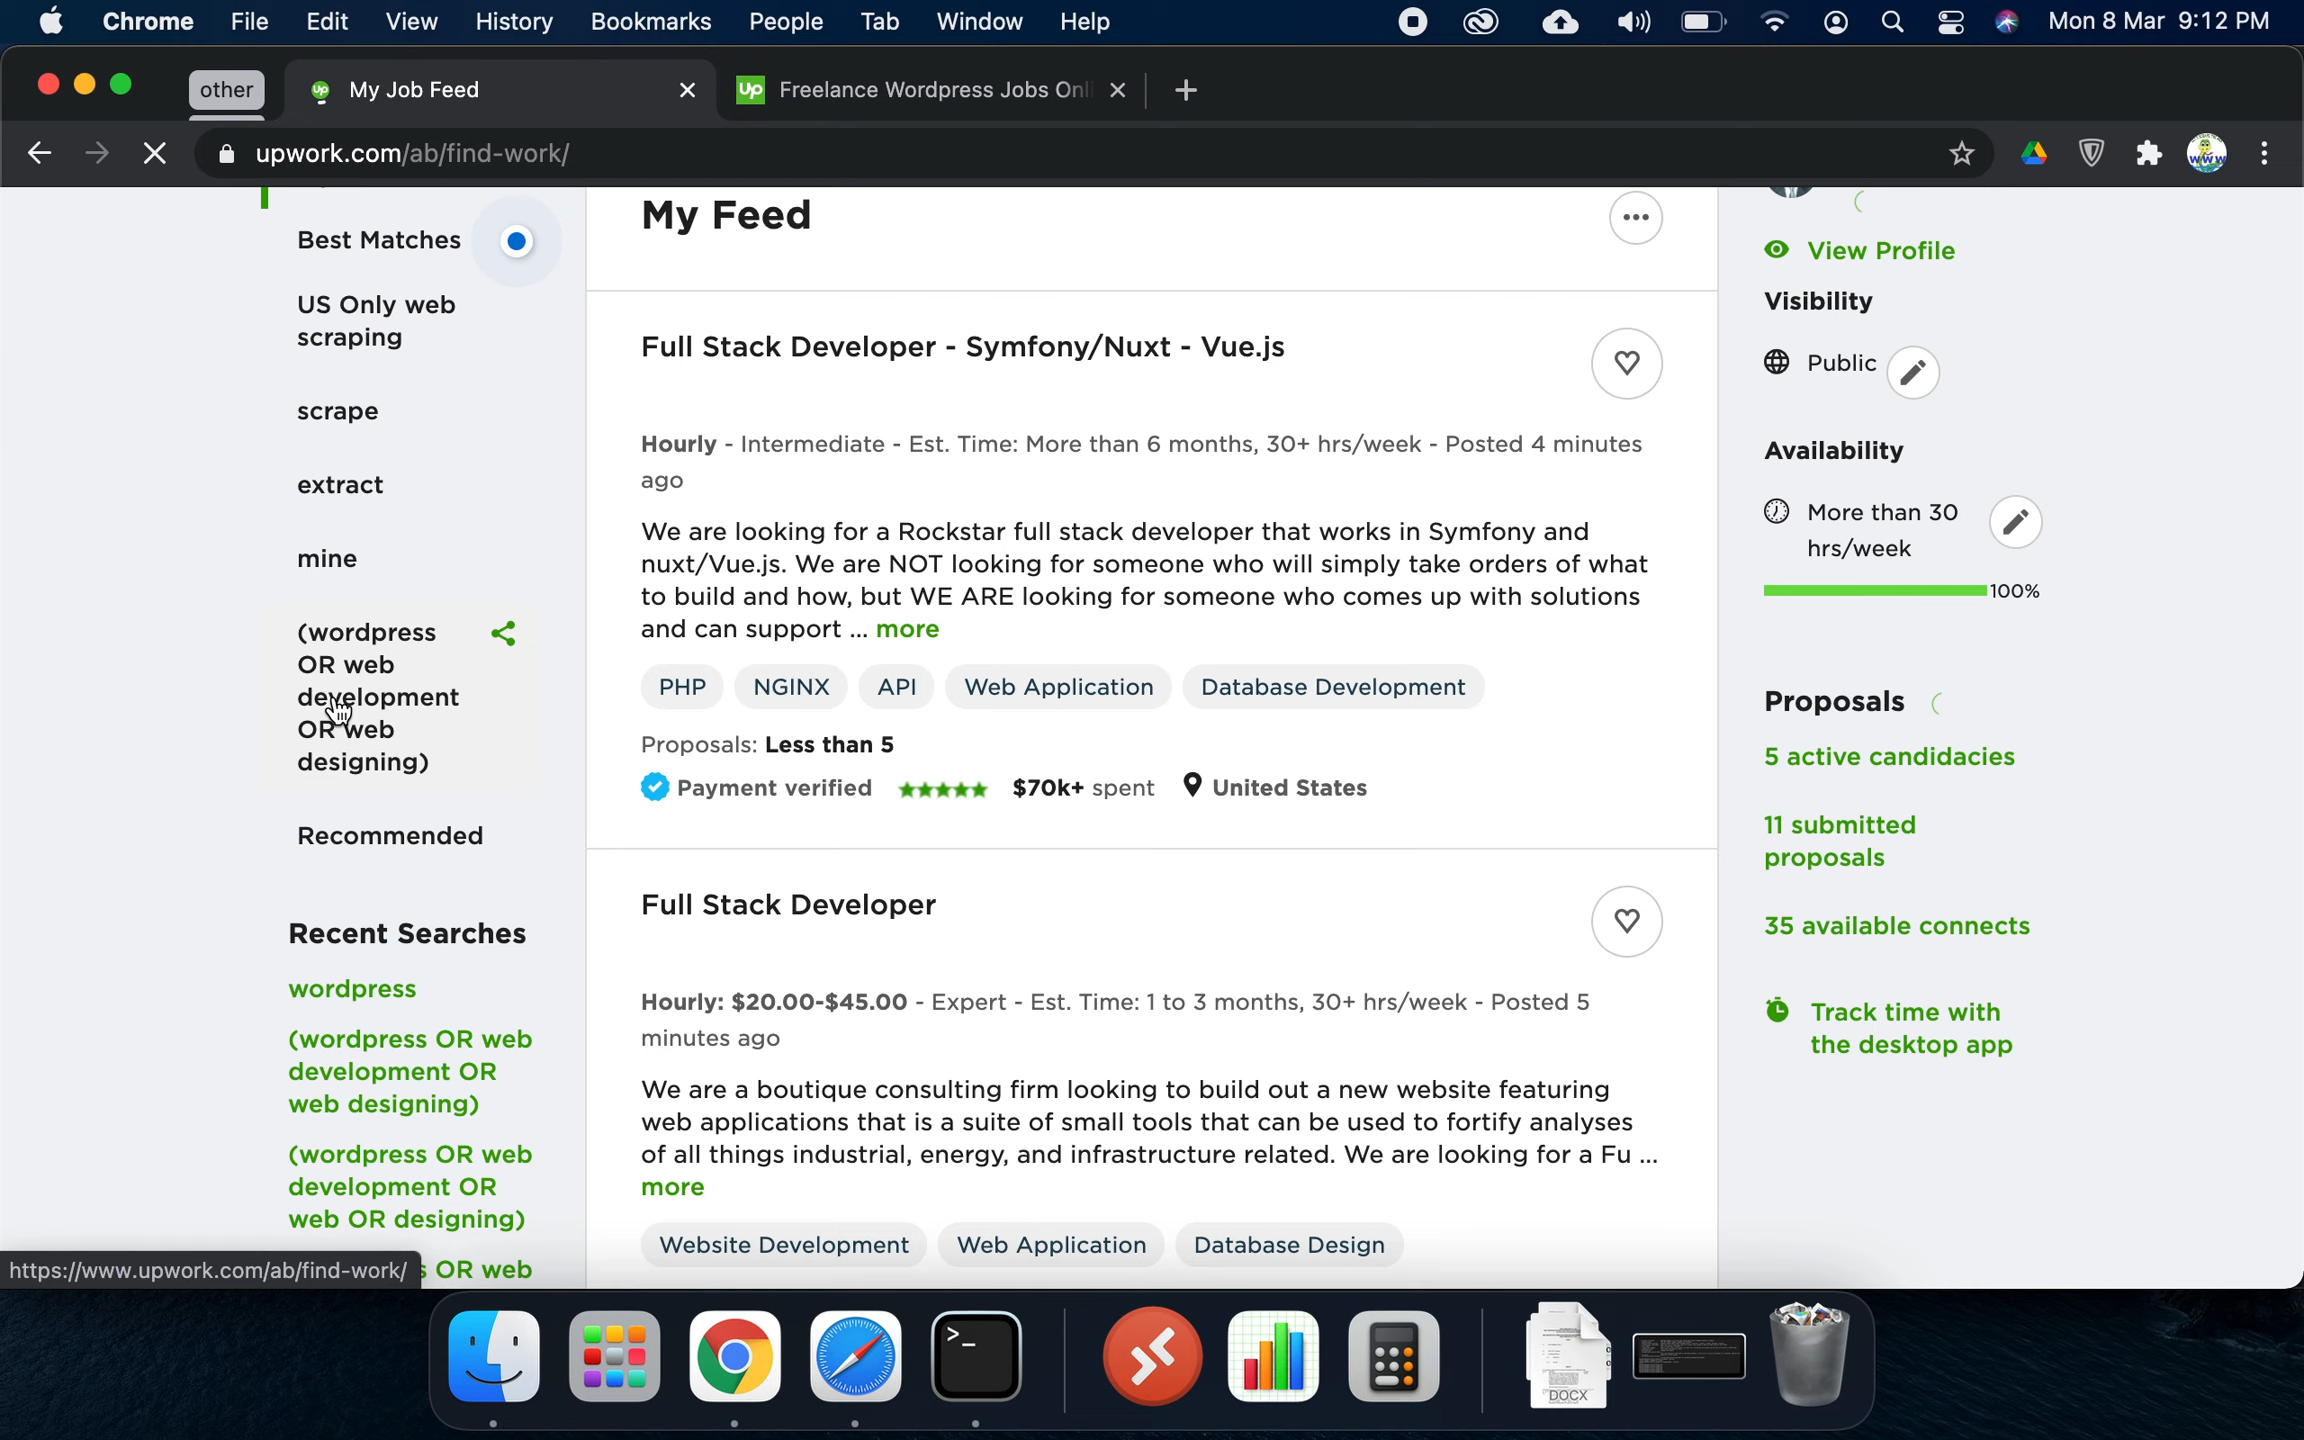 Chrome File Edit View History Bookmarks People Tab Window Help Mon 8 Mar 9:12 PM
other My Job Feed Up Freelance Wordpress Jobs Onli
upwork.com/ab/find-work/
Best Matches
US Only web
scraping
scrape
extract
mine
(wordpress
OR web
development
OR web
designing)
Recommended
Recent Searches
wordpress
(wordpress OR web
development OR
web designing)
(wordpress OR web
development OR
web OR designing)
OR web
https://www.upwork.com/ab/find-work/
My Feed
Full Stack Developer - Symfony/Nuxt - Vue.js
Hourly - Intermediate - Est. Time: More than 6 months, 30+ hrs/week - Posted 4 minutes
ago
We are looking for a Rockstar full stack developer that works in Symfony and
nuxt/Vue.js. We are NOT looking for someone who will simply take orders of what
to build and how, but WE ARE looking for someone who comes up with solutions
and can support ... more
PHP NGINX API Web Application Database Development
Proposals: Less than 5
Payment verified $70k+ spent United States
Full Stack Developer
Hourly: $20.00-$45.00 - Expert - Est. Time: 1 to 3 months, 30+ hrs/week - Posted 5
minutes ago
We are a boutique consulting firm looking to build out a new website featuring
web applications that is a suite of small tools that can be used to fortify analyses
of all things industrial, energy, and infrastructure related. We are looking for a Fu ...
more
Website Development Web Application Database Design
View Profile
Visibility
Public
Availability
More than 30
hrs/week
100%
Proposals
5 active candidacies
11 submitted
proposals
35 available connects
Track time with
the desktop app
DOCX